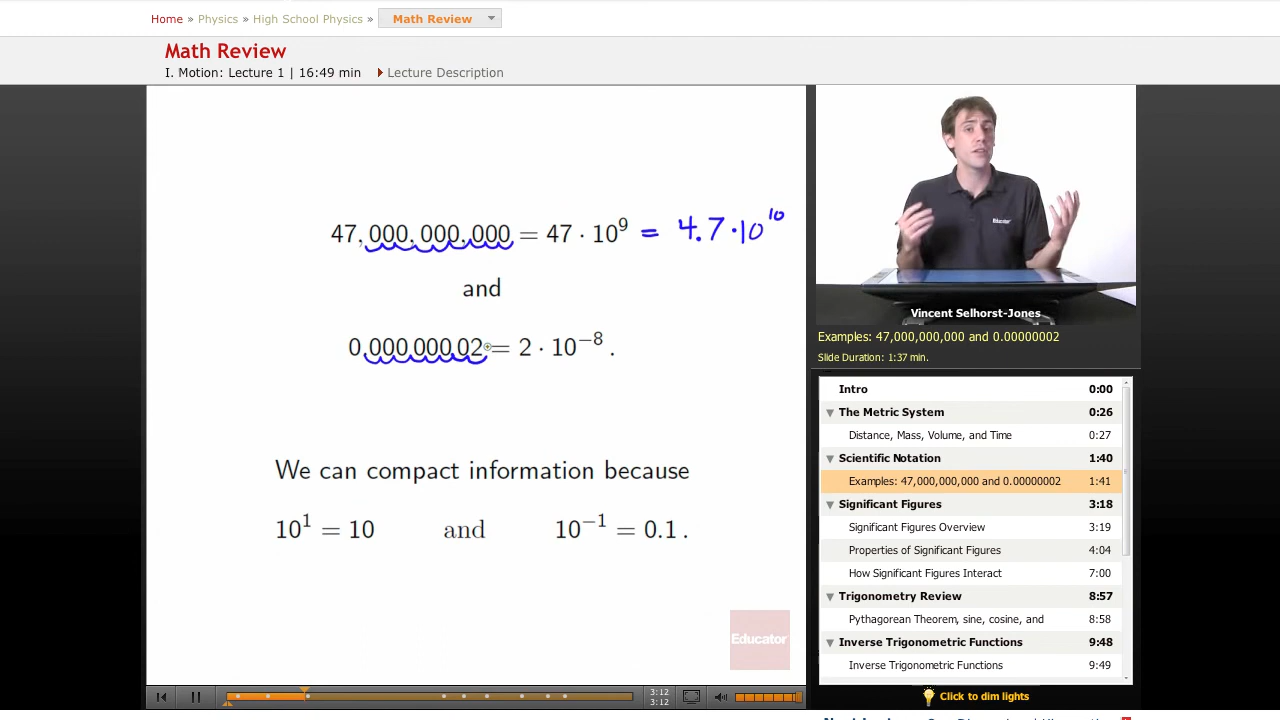 Home » Physics » High School Physics » Math Review
Math Review
I. Motion: Lecture 1 | 16:49 min Lecture Description
47,000,000,000 = 47 · 10⁹ = 4.7 · 10¹⁰
and
0.000 000 02 = 2 · 10⁻⁸ .
We can compact information because
10¹ = 10 and 10⁻¹ = 0.1 .
Educator
Educator
Vincent Selhorst-Jones
Examples: 47,000,000,000 and 0.00000002
Slide Duration: 1:37 min.
Intro 0:00
The Metric System 0:26
Distance, Mass, Volume, and Time 0:27
Scientific Notation 1:40
Examples: 47,000,000,000 and 0.00000002 1:41
Significant Figures 3:18
Significant Figures Overview 3:19
Properties of Significant Figures 4:04
How Significant Figures Interact 7:00
Trigonometry Review 8:57
Pythagorean Theorem, sine, cosine, and 8:58
Inverse Trigonometric Functions 9:48
Inverse Trigonometric Functions 9:49
3:12
3:12
Click to dim lights